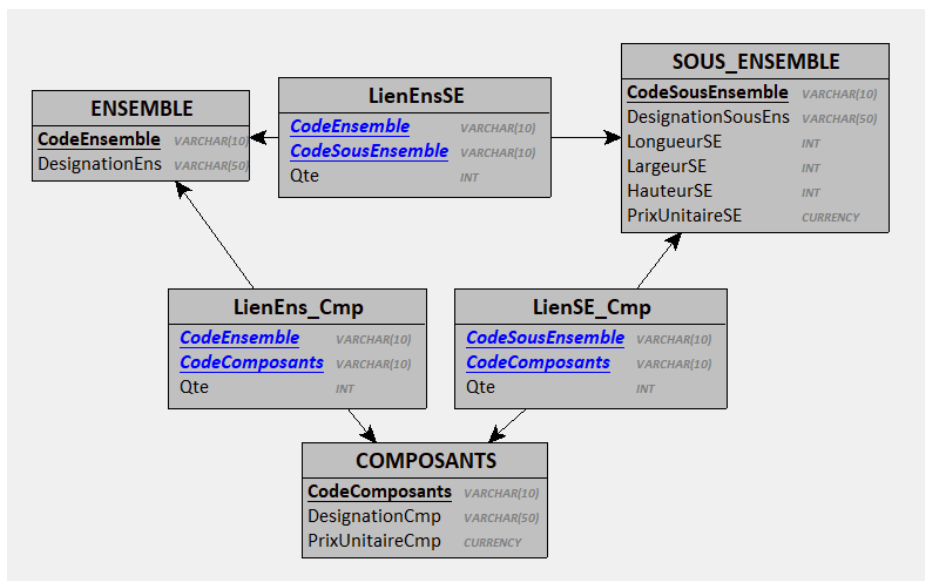 ENSEMBLE
CodeEnsemble VARCHAR(10)
DesignationEns VARCHAR(50)
LienEnsSE
CodeEnsemble VARCHAR(10)
CodeSousEnsemble VARCHAR(10)
Qte INT
SOUS_ENSEMBLE
CodeSousEnsemble VARCHAR(10)
DesignationSousEns VARCHAR(50)
LongueurSE INT
LargeurSE INT
HauteurSE INT
PrixUnitaireSE CURRENCY
LienEns_Cmp
CodeEnsemble VARCHAR(10)
CodeComposants VARCHAR(10)
Qte INT
LienSE_Cmp
CodeSousEnsemble VARCHAR(10)
CodeComposants VARCHAR(10)
Qte INT
COMPOSANTS
CodeComposants VARCHAR(10)
DesignationCmp VARCHAR(50)
PrixUnitaireCmp CURRENCY